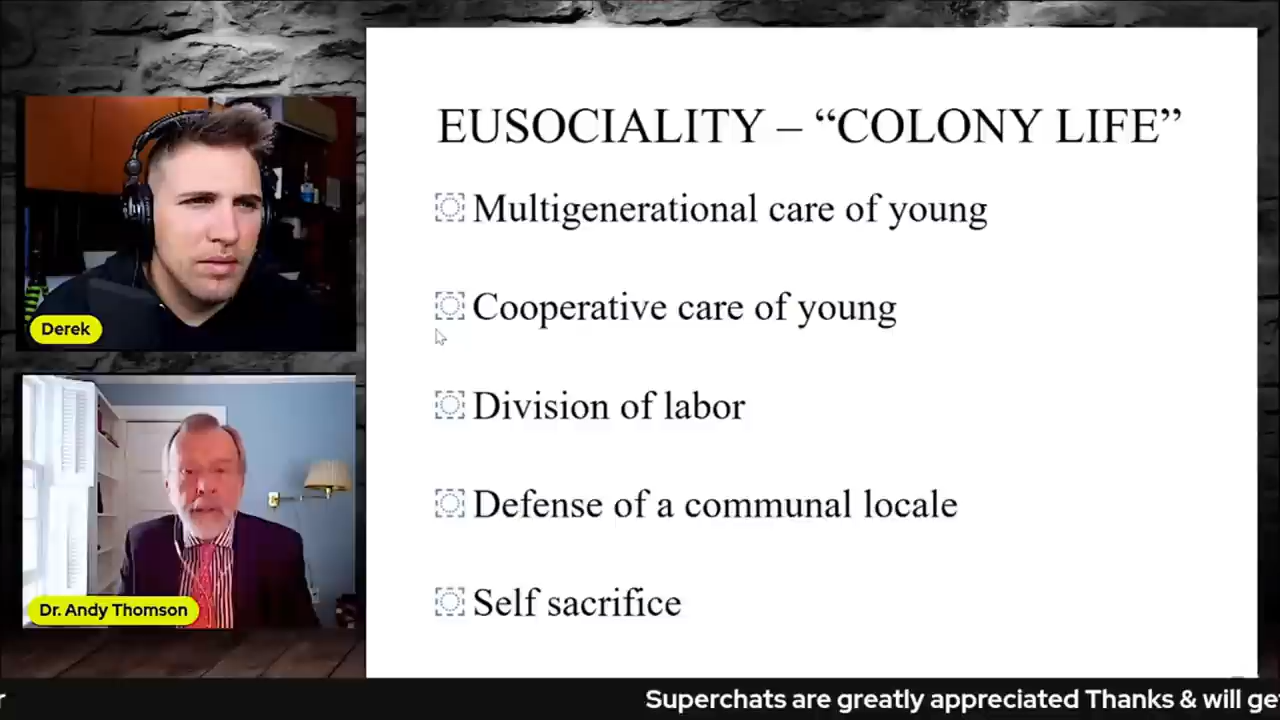 EUSOCIALITY – “COLONY LIFE”
Multigenerational care of young
Cooperative care of young
Division of labor
Defense of a communal locale
Self sacrifice
Derek
Dr. Andy Thomson
r
Superchats are greatly appreciated Thanks & will ge